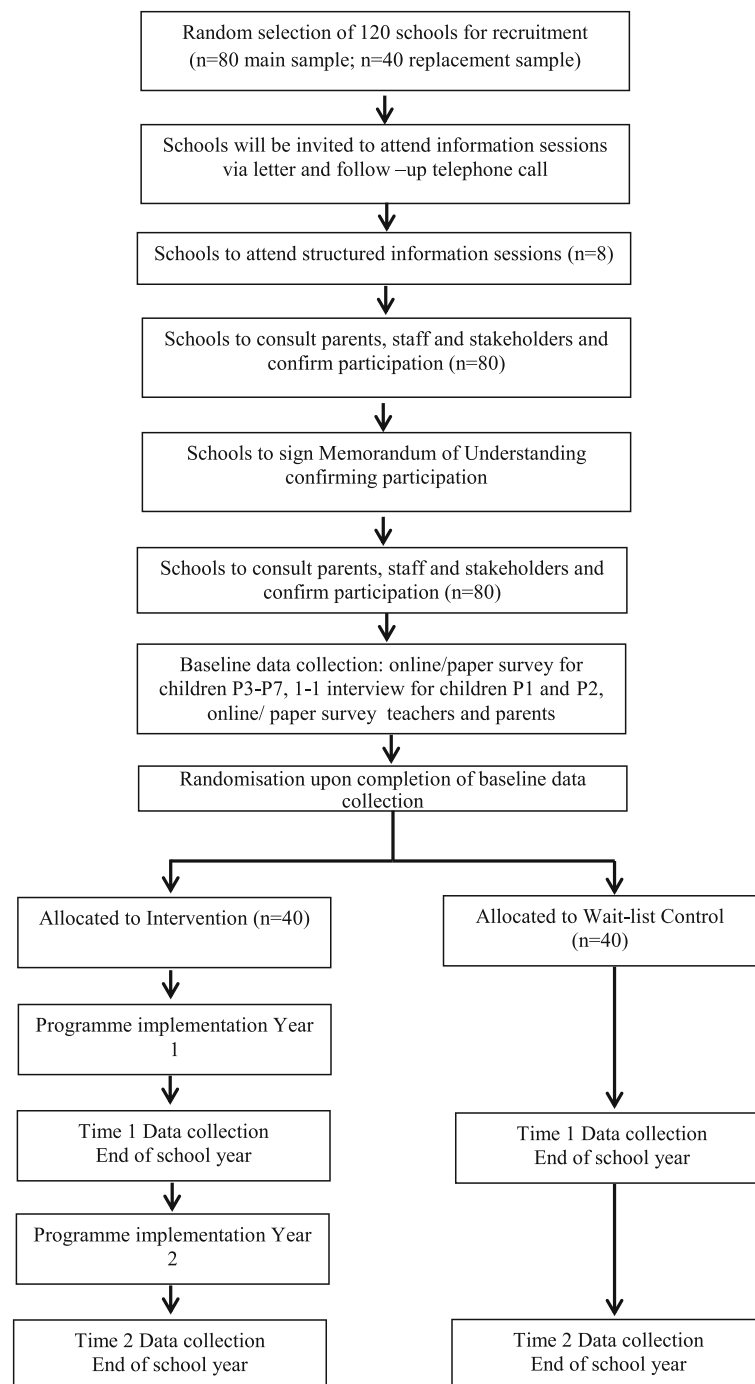 Random selection of 120 schools for recruitment
(n=80 main sample; n=40 replacement sample)
Schools will be invited to attend information sessions
via letter and follow –up telephone call
Schools to attend structured information sessions (n=8)
Schools to consult parents, staff and stakeholders and
confirm participation (n=80)
Schools to sign Memorandum of Understanding
confirming participation
Schools to consult parents, staff and stakeholders and
confirm participation (n=80)
Baseline data collection: online/paper survey for
children P3-P7, 1-1 interview for children P1 and P2,
online/ paper survey teachers and parents
Randomisation upon completion of baseline data
collection
Allocated to Intervention (n=40)
Allocated to Wait-list Control
(n=40)
Programme implementation Year
1
Time 1 Data collection
End of school year
Time 1 Data collection
End of school year
Programme implementation Year
2
Time 2 Data collection
End of school year
Time 2 Data collection
End of school year